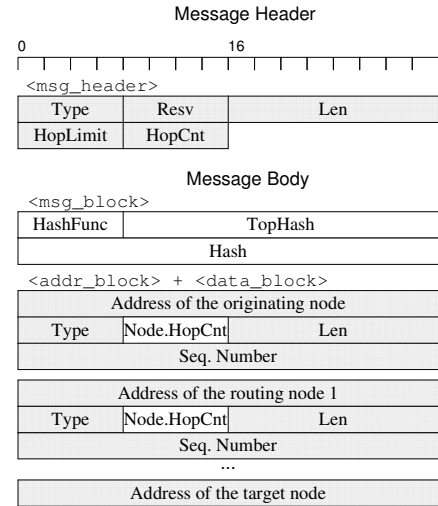 Message Header
0 16
<msg_header>
Type Resv Len
HopLimit HopCnt
Message Body
<msg_block>
HashFunc TopHash
Hash
<addr_block> + <data_block>
Address of the originating node
Type Node.HopCnt Len
Seq. Number
Address of the routing node 1
Type Node.HopCnt Len
Seq. Number
...
Address of the target node